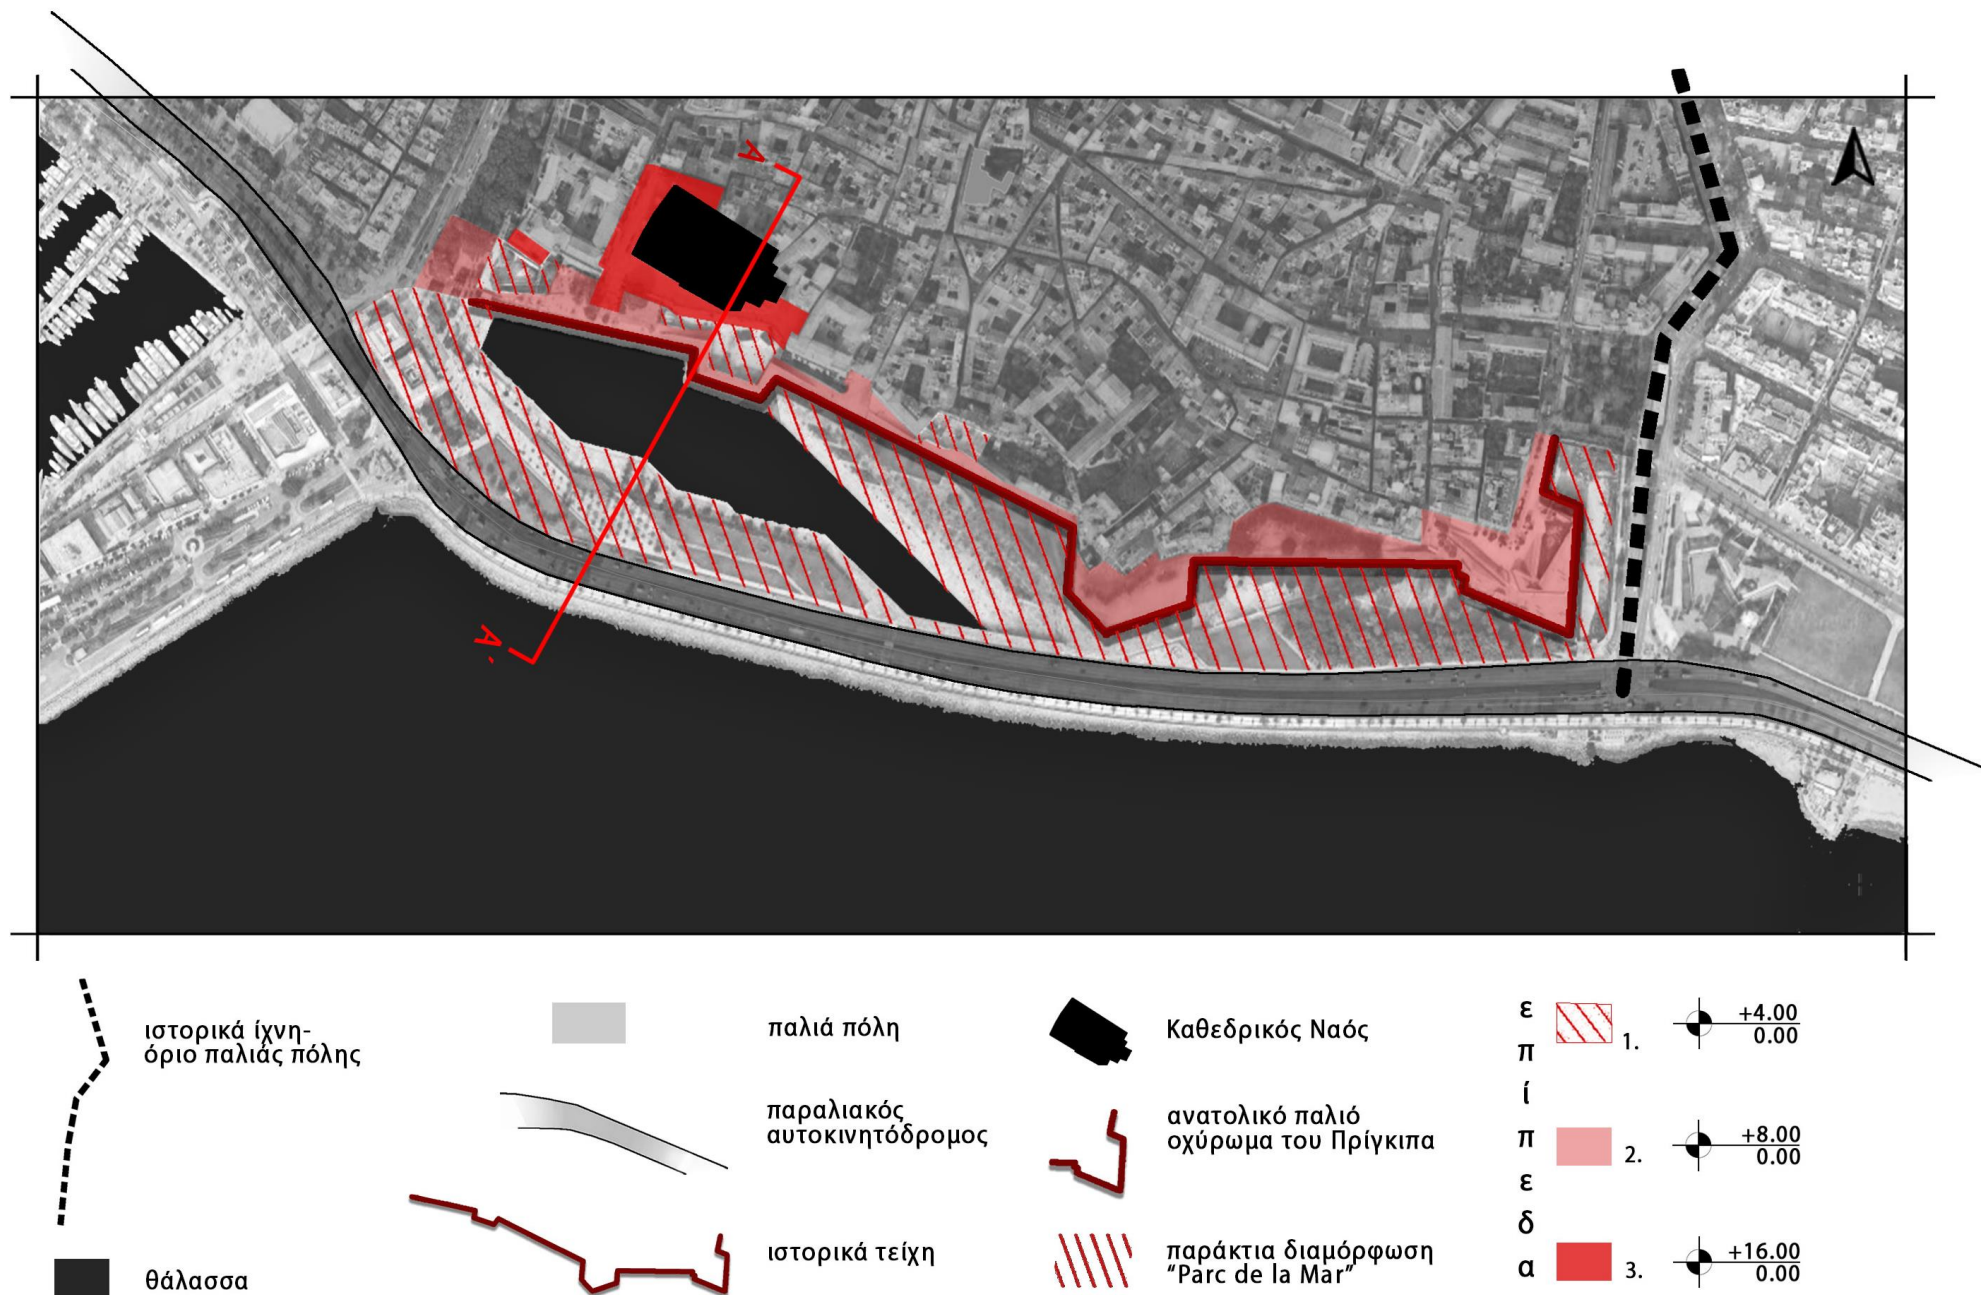 A
A'
ιστορικά ίχνη-
όριο παλιάς πόλης
θάλασσα
παλιά πόλη
παραλιακός
αυτοκινητόδρομος
ιστορικά τείχη
Καθεδρικός Ναός
ανατολικό παλιό
οχύρωμα του Πρίγκιπα
παράκτια διαμόρφωση
“Parc de la Mar”
επίπεδα
1. +4.00
0.00
2. +8.00
0.00
3. +16.00
0.00